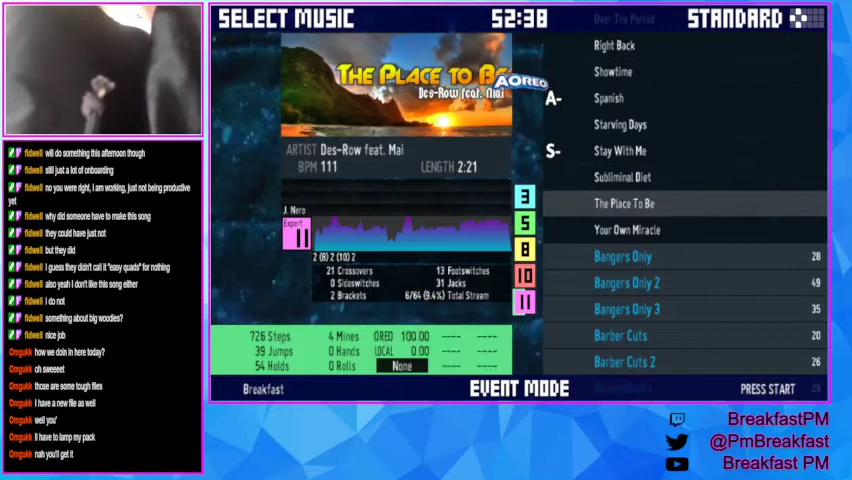 SELECT MUSIC
52:38
STANDARD
Over The Period
THE PLACE TO BE
Des-Row feat. Mai
OREO
ARTIST Des-Row feat. Mai
BPM 111
LENGTH 2:21
J. Nero
Expert
11
2 (8) 2 (10) 2
21 Crossovers
13 Footswitches
0 Sideswitches
31 Jacks
2 Brackets
6/64 (9.4%) Total Stream
3
5
8
10
11
726 Steps
4 Mines
OREO 100.00
---- ----
39 Jumps
0 Hands
LOCAL 0.00
---- ----
54 Holds
0 Rolls
None
---- ----
Right Back
Showtime
A-
Spanish
Starving Days
S-
Stay With Me
Subliminal Diet
The Place To Be
Your Own Miracle
Bangers Only 28
Bangers Only 2 49
Bangers Only 3 35
Barber Cuts 20
Barber Cuts 2 26
Breakfast
EVENT MODE
PRESS START
fidwell will do something this afternoon though
fidwell still just a lot of onboarding
fidwell no you were right, I am working, just not being productive
yet
fidwell why did someone have to make this song
fidwell they could have just not
fidwell but they did
fidwell I guess they didn't call it "easy quads" for nothing
fidwell also yeah I don't like this song either
fidwell I do not
fidwell something about big woodies?
fidwell nice job
Omgukk how we doin in here today?
Omgukk oh sweeeet
Omgukk those are some tough files
Omgukk I have a new file as well
Omgukk well you'
Omgukk ll have to lamp my pack
Omgukk nah you'll get it
BreakfastPM
@PmBreakfast
Breakfast PM